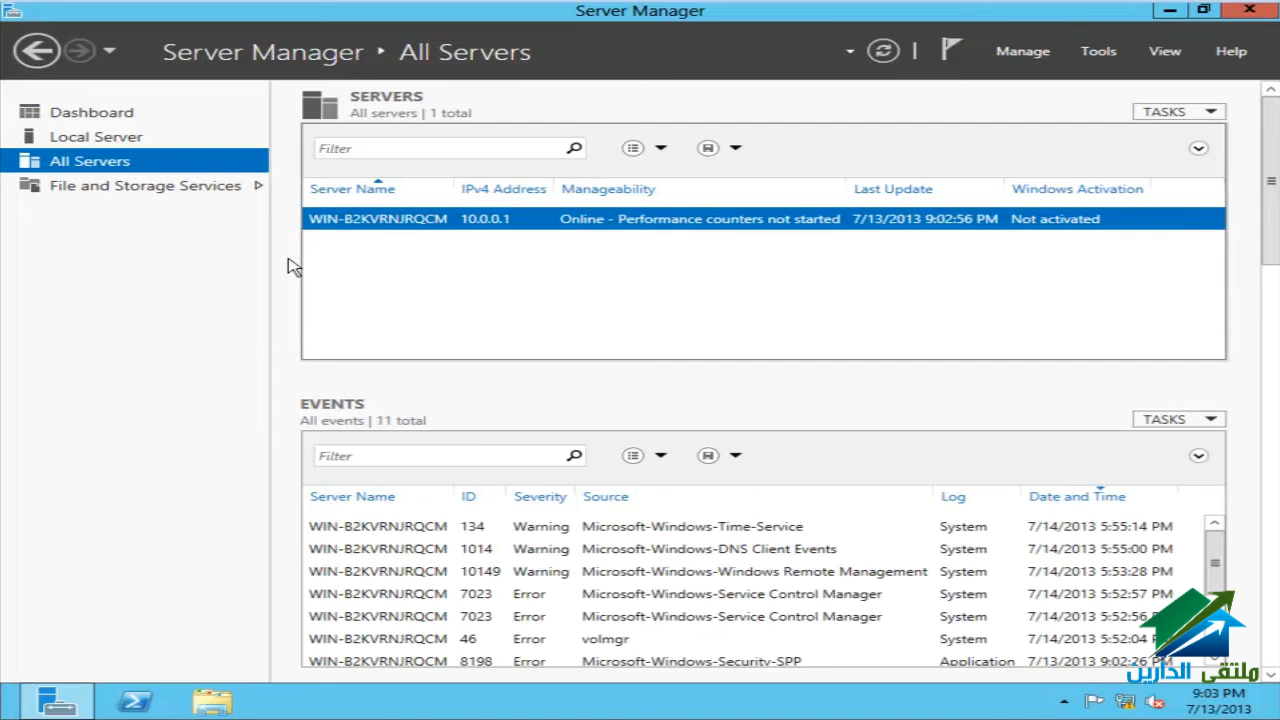 Server Manager
Server Manager ‣ All Servers
Manage Tools View Help
Dashboard
Local Server
All Servers
File and Storage Services
SERVERS
All servers | 1 total
TASKS
Filter
Server Name IPv4 Address Manageability Last Update Windows Activation
WIN-B2KVRNJRQCM 10.0.0.1 Online - Performance counters not started 7/13/2013 9:02:56 PM Not activated
EVENTS
All events | 11 total
TASKS
Filter
Server Name ID Severity Source Log Date and Time
WIN-B2KVRNJRQCM 134 Warning Microsoft-Windows-Time-Service System 7/14/2013 5:55:14 PM
WIN-B2KVRNJRQCM 1014 Warning Microsoft-Windows-DNS Client Events System 7/14/2013 5:55:00 PM
WIN-B2KVRNJRQCM 10149 Warning Microsoft-Windows-Windows Remote Management System 7/14/2013 5:53:28 PM
WIN-B2KVRNJRQCM 7023 Error Microsoft-Windows-Service Control Manager System 7/14/2013 5:52:57 PM
WIN-B2KVRNJRQCM 7023 Error Microsoft-Windows-Service Control Manager System 7/14/2013 5:52:56 PM
WIN-B2KVRNJRQCM 46 Error volmgr System 7/14/2013 5:52:04 PM
WIN-B2KVRNJRQCM 8198 Error Microsoft-Windows-Security-SPP Application 7/13/2013 9:02:26 PM
ملتقى الدارين
9:03 PM
7/13/2013